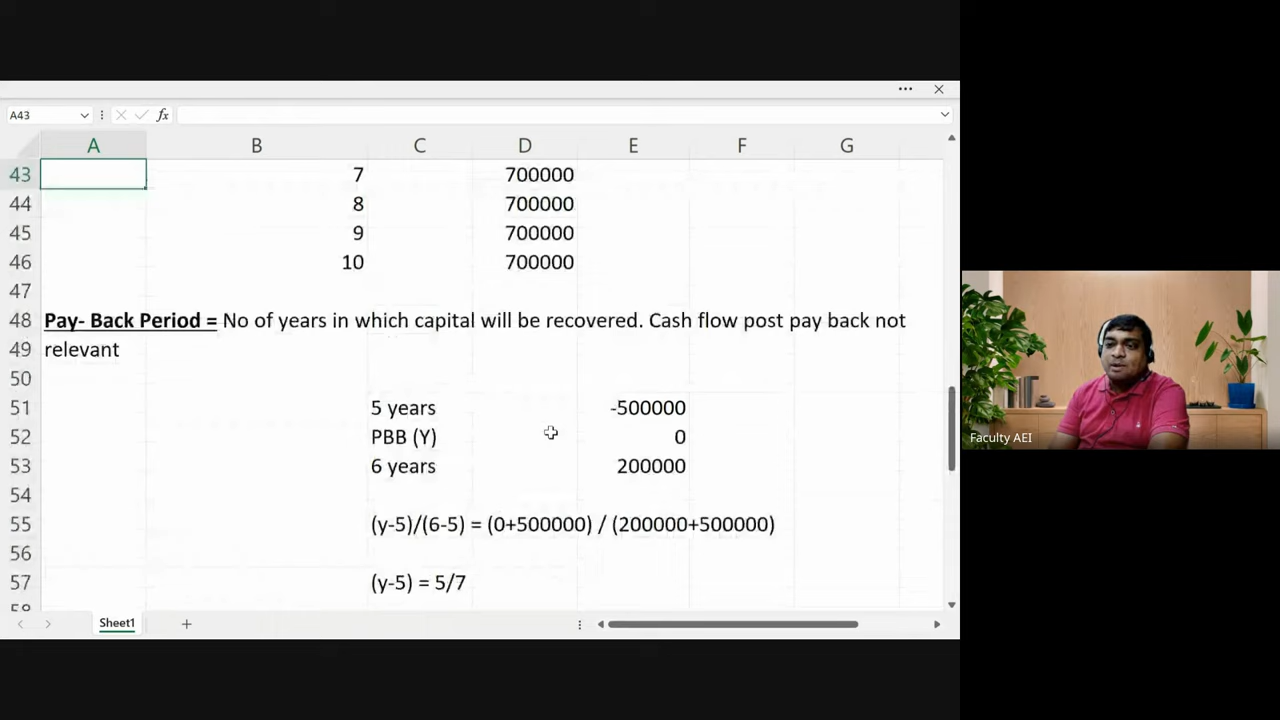 A43
fx
A B C D E F G
43 7 700000
44 8 700000
45 9 700000
46 10 700000
47
48 Pay- Back Period = No of years in which capital will be recovered. Cash flow post pay back not
49 relevant
50
51 5 years -500000
52 PBB (Y) 0
53 6 years 200000
54
55 (y-5)/(6-5) = (0+500000) / (200000+500000)
56
57 (y-5) = 5/7
58
Sheet1
Faculty AEI